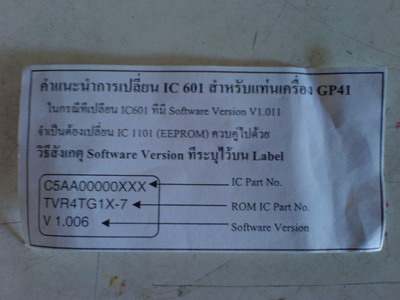 คำแนะนำการเปลี่ยน IC 601 สำหรับแท่นเครื่อง GP41
ในกรณีที่เปลี่ยน IC601 ที่มี Software Version V1.011
จำเป็นต้องเปลี่ยน IC 1101 (EEPROM) ควบคู่ไปด้วย
วิธีสังเกตุ Software Version ที่ระบุไว้บน Label
C5AA00000XXX IC Part No.
TVR4TG1X-7 ROM IC Part No.
V 1.006 Software Version